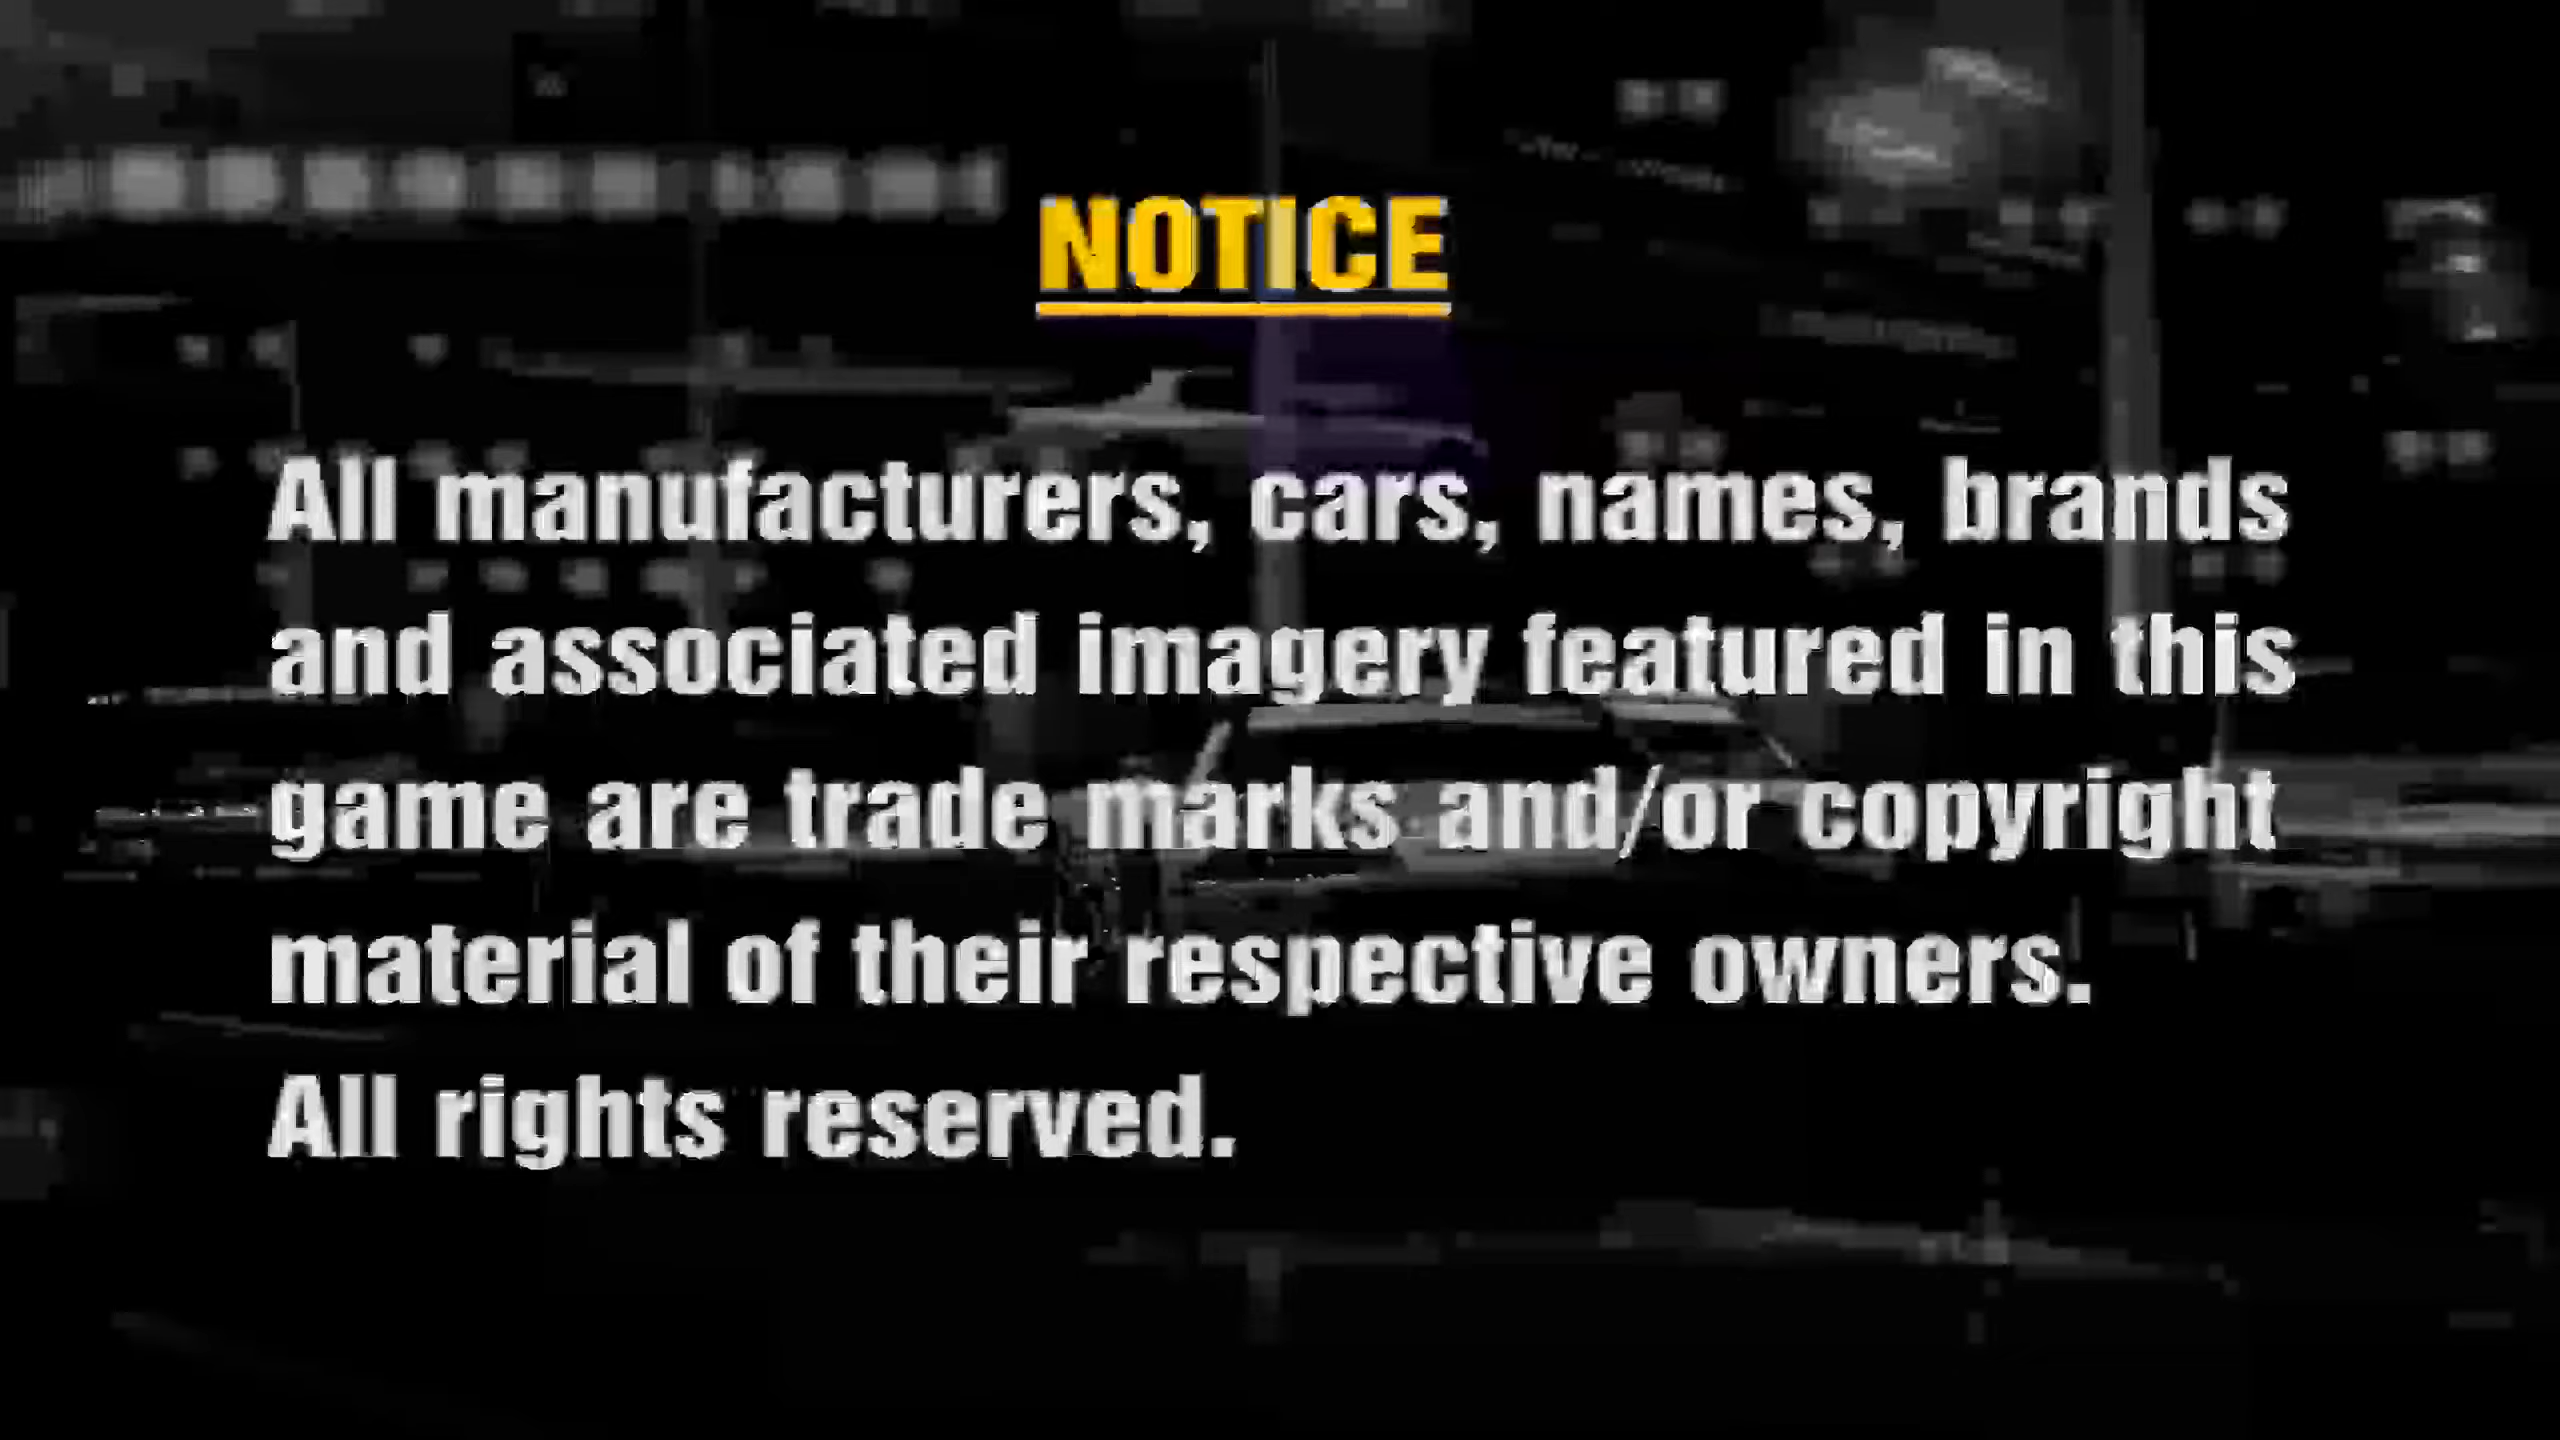 NOTICE
All manufacturers, cars, names, brands
and associated imagery featured in this
game are trade marks and/or copyright
material of their respective owners.
All rights reserved.